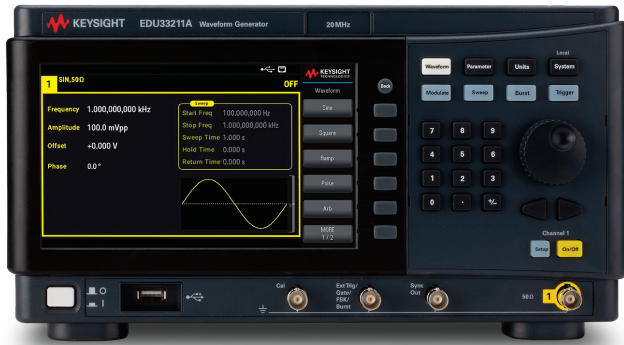 KEYSIGHT EDU33211A Waveform Generator 20 MHz
1 SIN,50Ω OFF
Frequency 1.000,000,000 kHz
Amplitude 100.0 mVpp
Offset +0.000 V
Phase 0.0 °
Sweep
Start Freq 100.000,000 Hz
Stop Freq 1.000,000,000 kHz
Sweep Time 1.000 s
Hold Time 0.000 s
Return Time 0.000 s
KEYSIGHT
TECHNOLOGIES
Waveform
Sine
Square
Ramp
Pulse
Arb
MORE
1 / 2
Back
Local
Waveform Parameter Units System
Modulate Sweep Burst Trigger
7 8 9
4 5 6
1 2 3
0 . +/-
Channel 1
Setup On/Off
Cal
Ext Trig/
Gate/
FSK/
Burst
Sync
Out
50 Ω 1